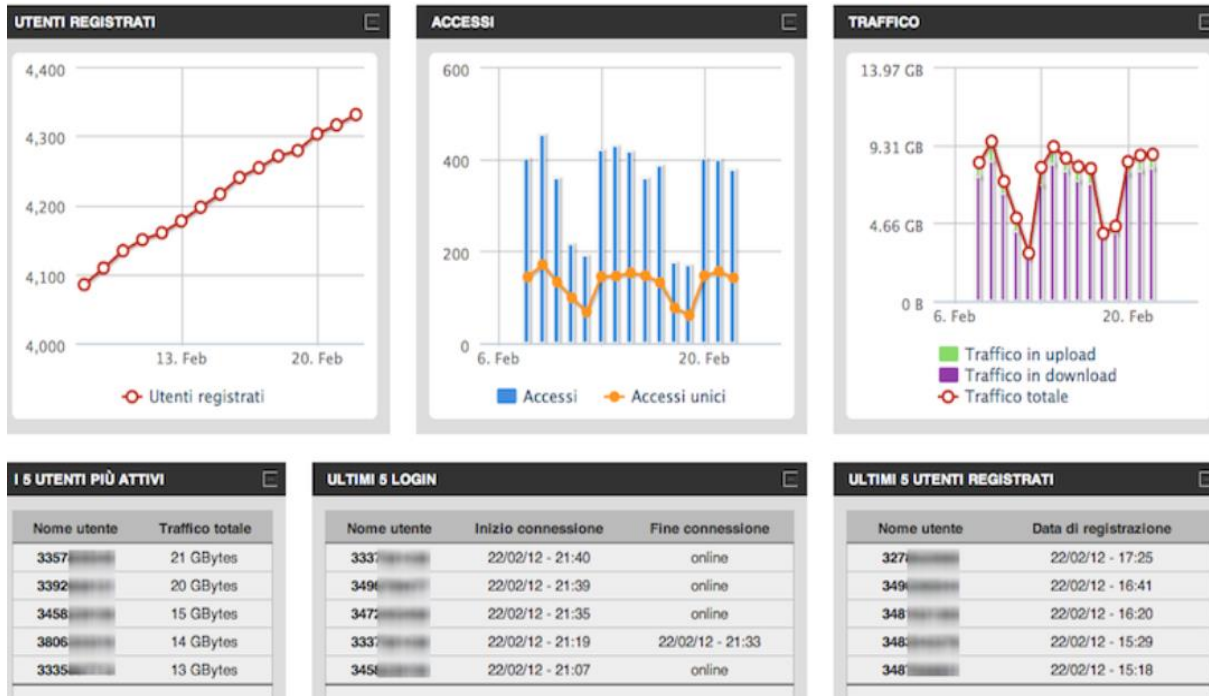 UTENTI REGISTRATI
4,400
4,300
4,200
4,100
4,000
13. Feb 20. Feb
Utenti registrati
ACCESSI
600
400
200
0
6. Feb 20. Feb
Accessi Accessi unici
TRAFFICO
13.97 GB
9.31 GB
4.66 GB
0 B
6. Feb 20. Feb
Traffico in upload
Traffico in download
Traffico totale
I 5 UTENTI PIÙ ATTIVI
Nome utente Traffico totale
3357 21 GBytes
3392 20 GBytes
3458 15 GBytes
3806 14 GBytes
3335 13 GBytes
ULTIMI 5 LOGIN
Nome utente Inizio connessione Fine connessione
333 22/02/12 - 21:40 online
349 22/02/12 - 21:39 online
347 22/02/12 - 21:35 online
333 22/02/12 - 21:19 22/02/12 - 21:33
345 22/02/12 - 21:07 online
ULTIMI 5 UTENTI REGISTRATI
Nome utente Data di registrazione
327 22/02/12 - 17:25
349 22/02/12 - 16:41
348 22/02/12 - 16:20
348 22/02/12 - 15:29
348 22/02/12 - 15:18